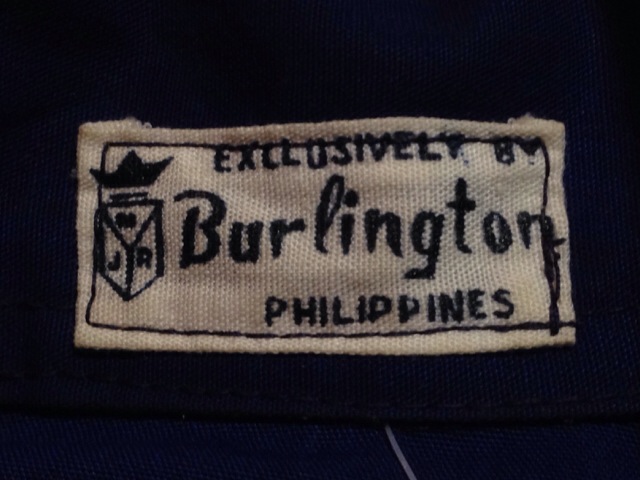 EXCLUSIVELY BY
Burlington
PHILIPPINES
J R